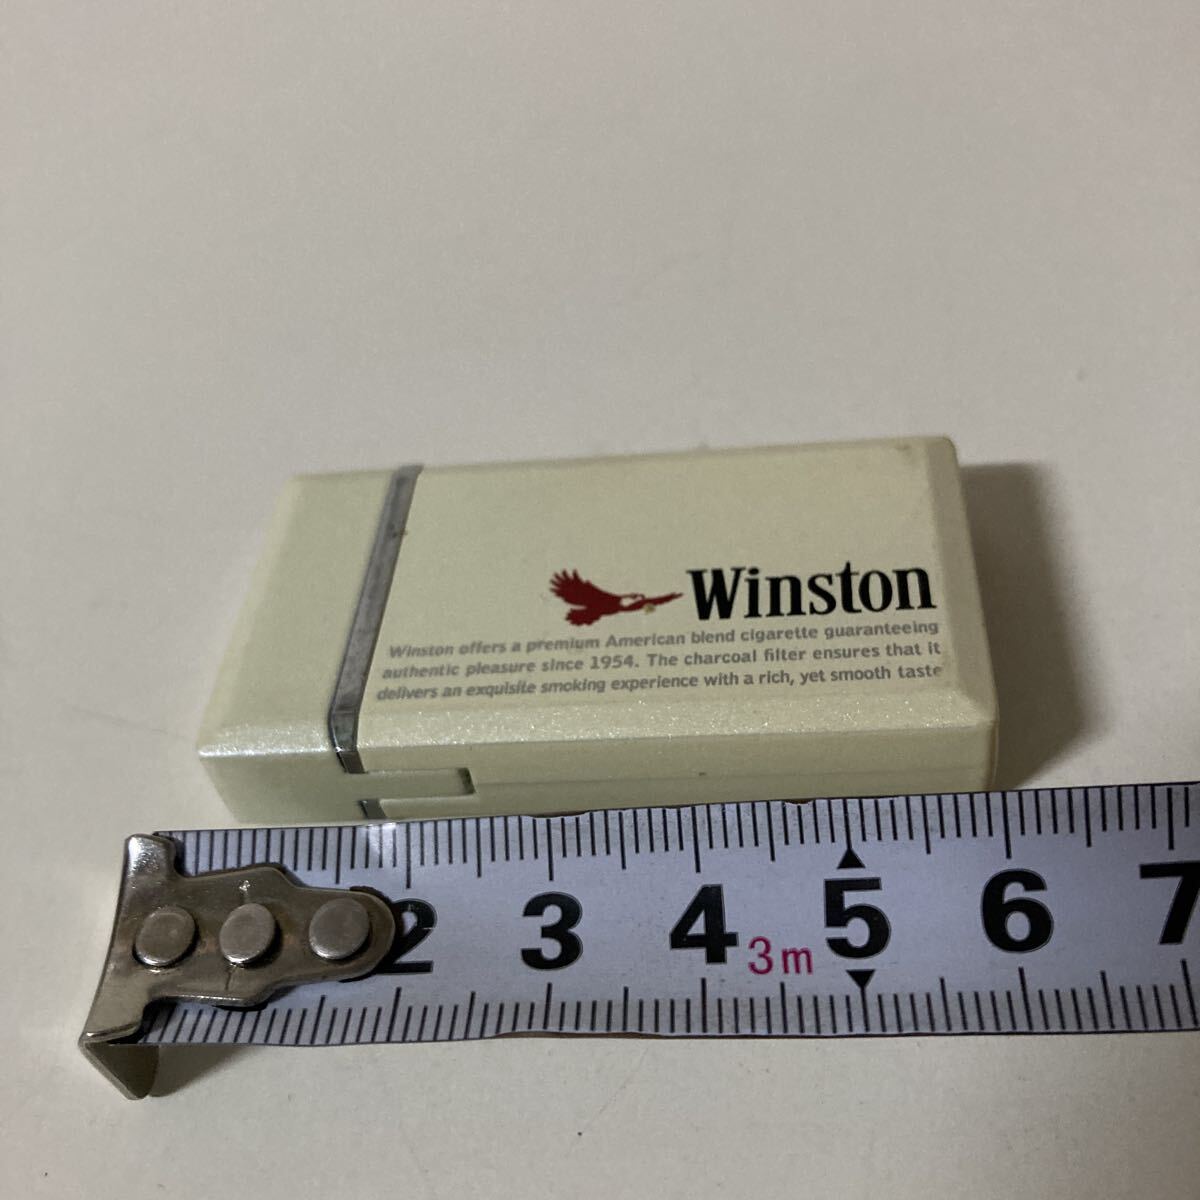 Winston
Winston offers a premium American blend cigarette guaranteeing
authentic pleasure since 1954. The charcoal filter ensures that it
delivers an exquisite smoking experience with a rich, yet smooth taste
2 3 4 3m 5 6 7